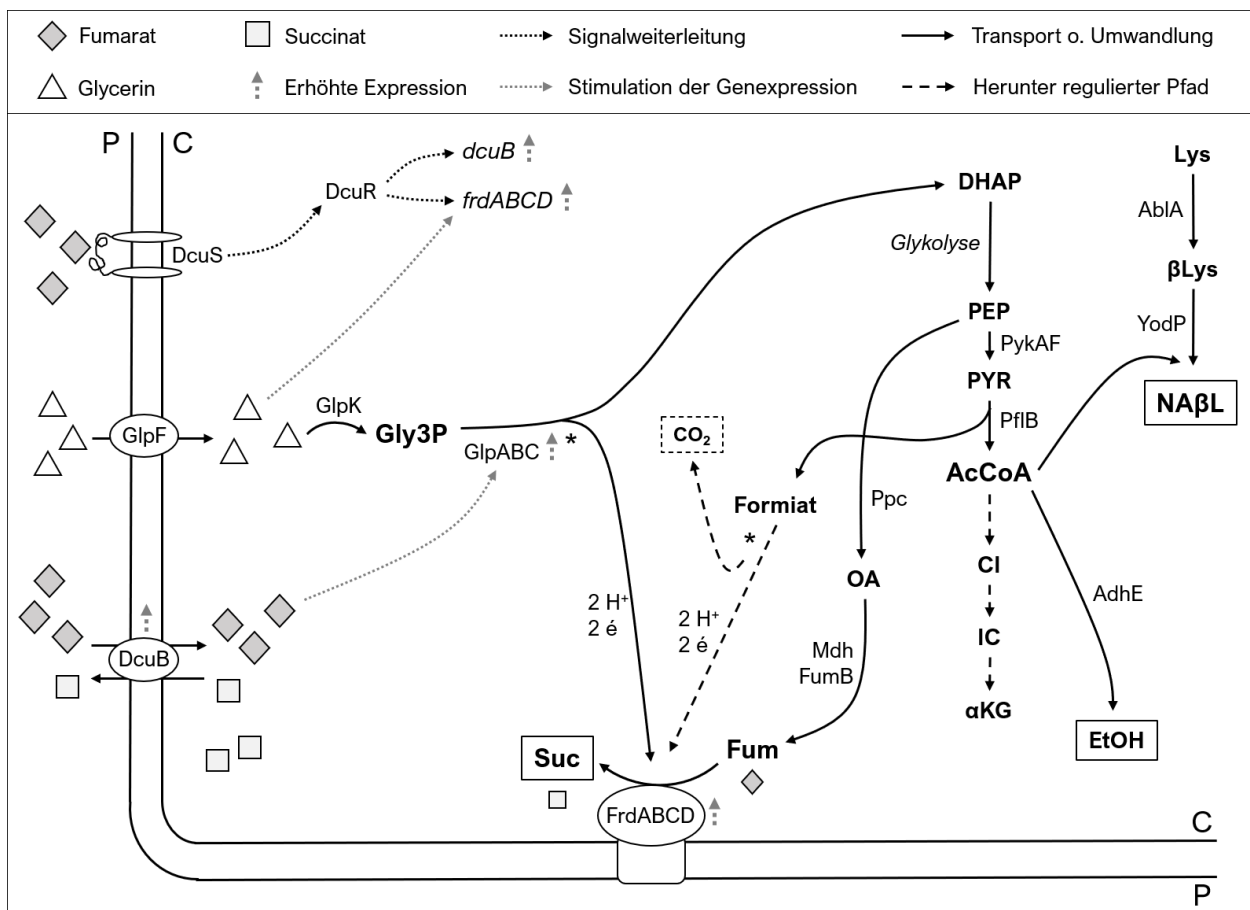 Fumarat
Succinat
Signalweiterleitung
Transport o. Umwandlung
Glycerin
Erhöhte Expression
Stimulation der Genexpression
Herunter regulierter Pfad
P C
dcuB
DcuR
frdABCD
DcuS
DHAP
Lys
Glykolyse
AblA
βLys
PEP
YodP
PykAF
PYR
NAβL
PflB
GlpF
GlpK
Gly3P
GlpABC *
CO2
AcCoA
Formiat
*
Ppc
CI
OA
AdhE
2 H+
2 é
2 H+
2 é
IC
Mdh
FumB
DcuB
αKG
EtOH
Suc
Fum
FrdABCD
C
P